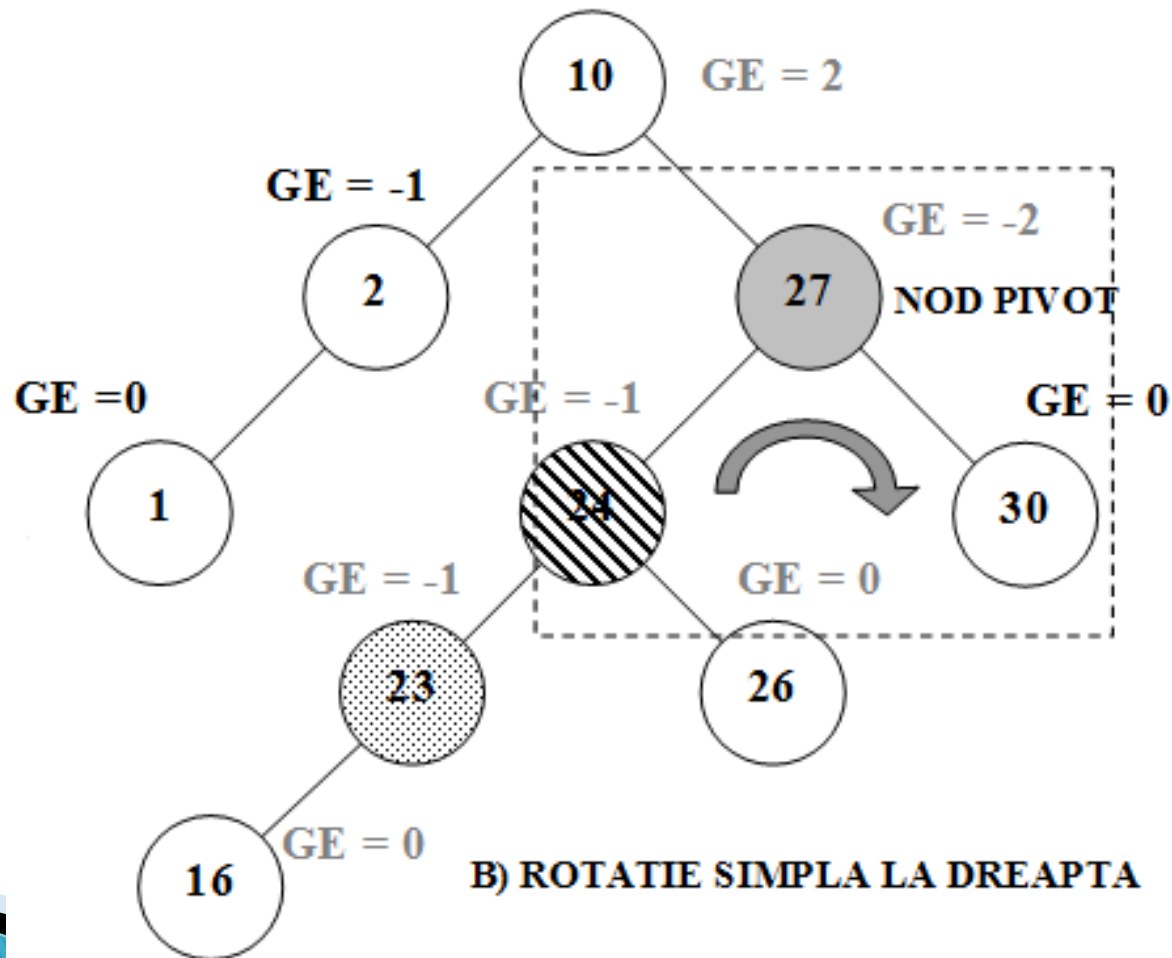 10
GE = 2
GE = -1
GE = -2
2
27
NOD PIVOT
GE =0
GE = -1
GE = 0
1
24
30
GE = -1
GE = 0
23
26
GE = 0
16
B) ROTATIE SIMPLA LA DREAPTA